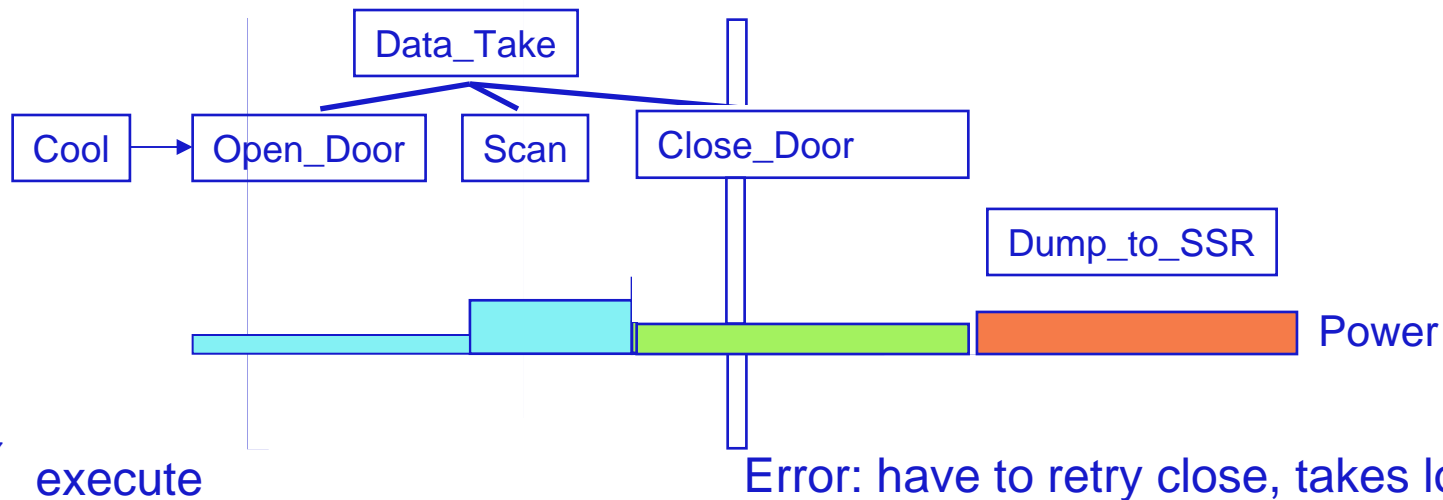 Data_Take
Cool
Open_Door
Scan
Close_Door
Dump_to_SSR
Power
execute
Error: have to retry close, takes